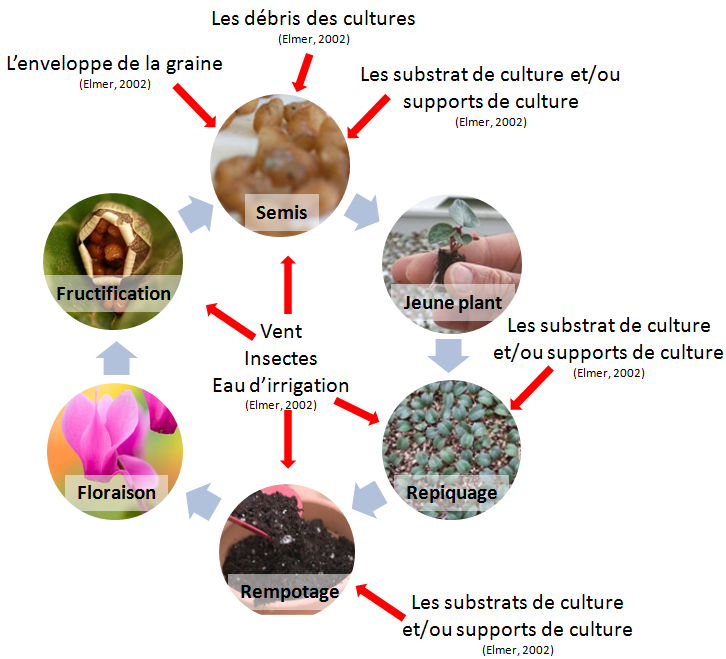 Les débris des cultures
(Elmer, 2002)
L’enveloppe de la graine
(Elmer, 2002)
Les substrat de culture et/ou
supports de culture
(Elmer, 2002)
Semis
Fructification
Jeune plant
Vent
Insectes
Eau d’irrigation
(Elmer, 2002)
Les substrat de culture
et/ou supports de culture
(Elmer, 2002)
Floraison
Repiquage
Rempotage
Les substrats de culture
et/ou supports de culture
(Elmer, 2002)